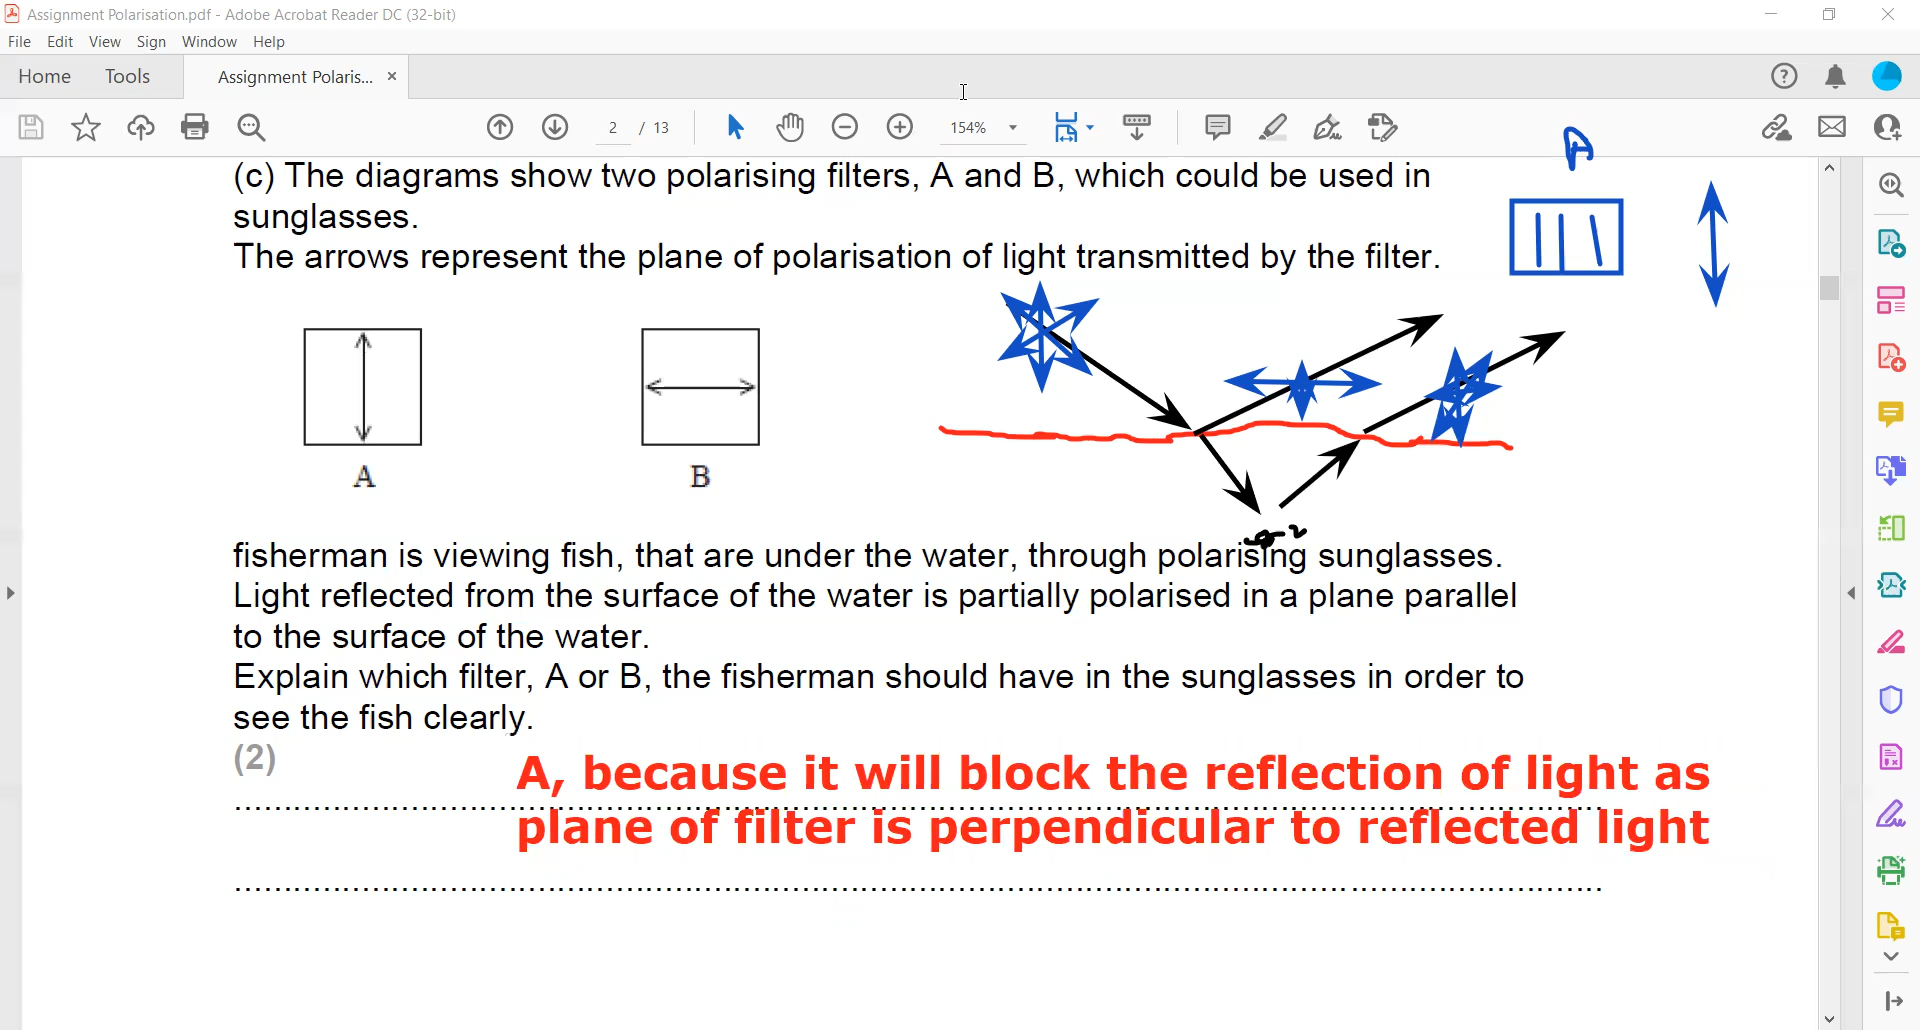 Assignment Polarisation.pdf - Adobe Acrobat Reader DC (32-bit)
File Edit View Sign Window Help
Home Tools Assignment Polaris... ×
2 / 13 154%
A
(c) The diagrams show two polarising filters, A and B, which could be used in
sunglasses.
The arrows represent the plane of polarisation of light transmitted by the filter.
A B
fisherman is viewing fish, that are under the water, through polarising sunglasses.
Light reflected from the surface of the water is partially polarised in a plane parallel
to the surface of the water.
Explain which filter, A or B, the fisherman should have in the sunglasses in order to
see the fish clearly.
(2)
A, because it will block the reflection of light as
plane of filter is perpendicular to reflected light